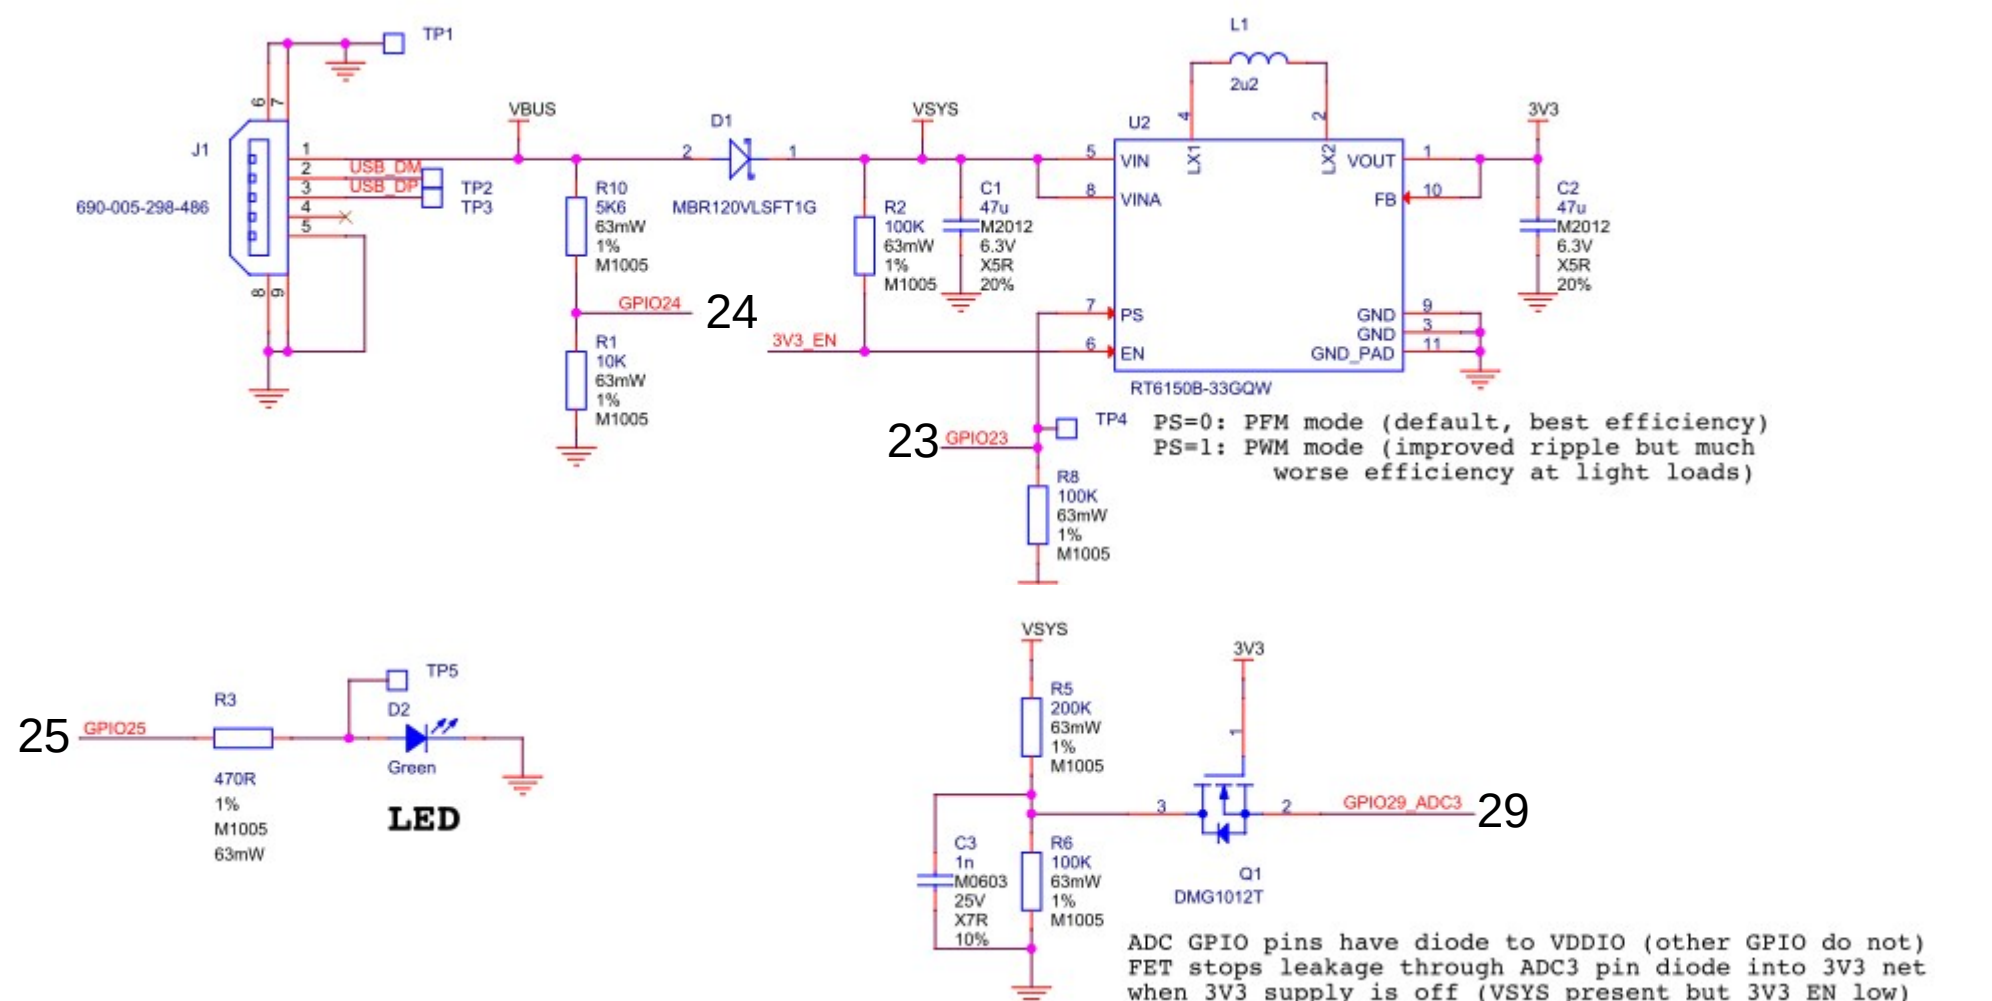 TP1
6
7
J1
690-005-298-486
1
2
3
4
5
8
9
USB_DM
USB_DP
TP2
TP3
VBUS
R10
5K6
63mW
1%
M1005
GPIO24
24
R1
10K
63mW
1%
M1005
D1
2
1
MBR120VLSFT1G
VSYS
R2
100K
63mW
1%
M1005
C1
47u
M2012
6.3V
X5R
20%
3V3_EN
L1
2u2
4
2
U2
LX1
LX2
5
VIN
8
VINA
7
PS
6
EN
VOUT
1
FB
10
GND
9
GND
3
GND_PAD
11
RT6150B-33GQW
3V3
C2
47u
M2012
6.3V
X5R
20%
23
GPIO23
TP4
R8
100K
63mW
1%
M1005
PS=0: PFM mode (default, best efficiency)
PS=1: PWM mode (improved ripple but much
worse efficiency at light loads)
25
GPIO25
R3
470R
1%
M1005
63mW
TP5
D2
Green
LED
VSYS
R5
200K
63mW
1%
M1005
C3
1n
M0603
25V
X7R
10%
R6
100K
63mW
1%
M1005
3V3
1
3
2
GPIO29_ADC3
29
Q1
DMG1012T
ADC GPIO pins have diode to VDDIO (other GPIO do not)
FET stops leakage through ADC3 pin diode into 3V3 net
when 3V3 supply is off (VSYS present but 3V3_EN low)